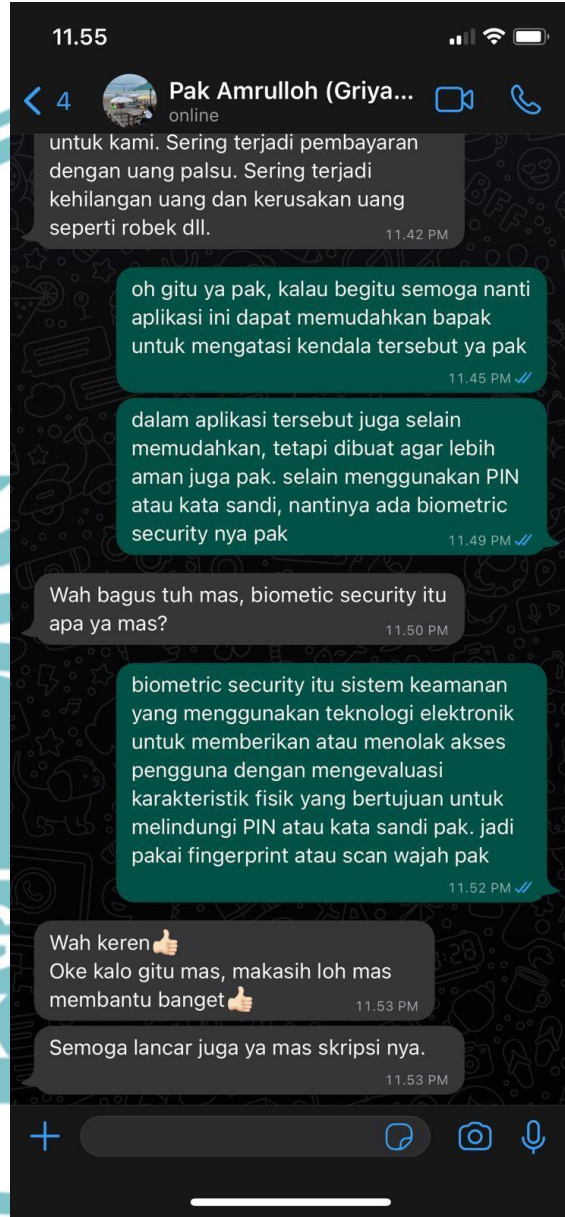 11.55
4
Pak Amrulloh (Griya...
online
untuk kami. Sering terjadi pembayaran
dengan uang palsu. Sering terjadi
kehilangan uang dan kerusakan uang
seperti robek dll.
11.42 PM
oh gitu ya pak, kalau begitu semoga nanti
aplikasi ini dapat memudahkan bapak
untuk mengatasi kendala tersebut ya pak
11.45 PM
dalam aplikasi tersebut juga selain
memudahkan, tetapi dibuat agar lebih
aman juga pak. selain menggunakan PIN
atau kata sandi, nantinya ada biometric
security nya pak
11.49 PM
Wah bagus tuh mas, biometic security itu
apa ya mas?
11.50 PM
biometric security itu sistem keamanan
yang menggunakan teknologi elektronik
untuk memberikan atau menolak akses
pengguna dengan mengevaluasi
karakteristik fisik yang bertujuan untuk
melindungi PIN atau kata sandi pak. jadi
pakai fingerprint atau scan wajah pak
11.52 PM
Wah keren👍🏻
Oke kalo gitu mas, makasih loh mas
membantu banget👍🏻
11.53 PM
Semoga lancar juga ya mas skripsi nya.
11.53 PM